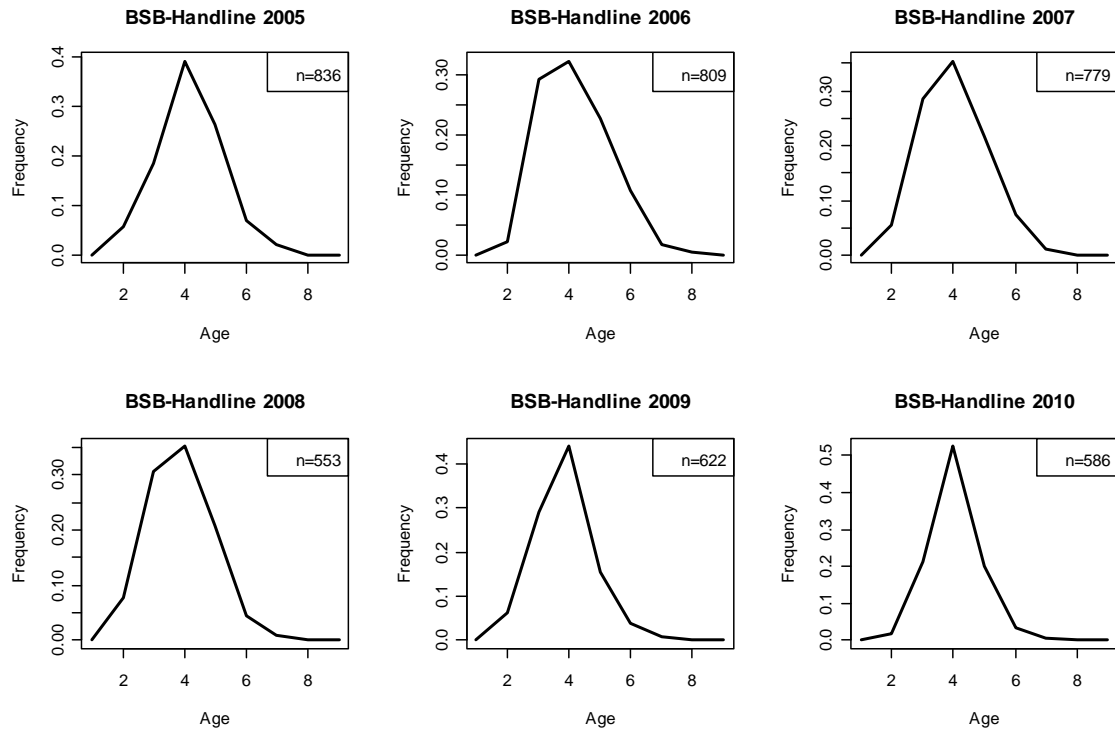 BSB-Handline 2005
n=836
Frequency
0.0
0.1
0.2
0.3
0.4
2 4 6 8
Age
BSB-Handline 2006
n=809
Frequency
0.00
0.10
0.20
0.30
2 4 6 8
Age
BSB-Handline 2007
n=779
Frequency
0.00
0.10
0.20
0.30
2 4 6 8
Age
BSB-Handline 2008
n=553
Frequency
0.00
0.10
0.20
0.30
2 4 6 8
Age
BSB-Handline 2009
n=622
Frequency
0.0
0.1
0.2
0.3
0.4
2 4 6 8
Age
BSB-Handline 2010
n=586
Frequency
0.0
0.1
0.2
0.3
0.4
0.5
2 4 6 8
Age